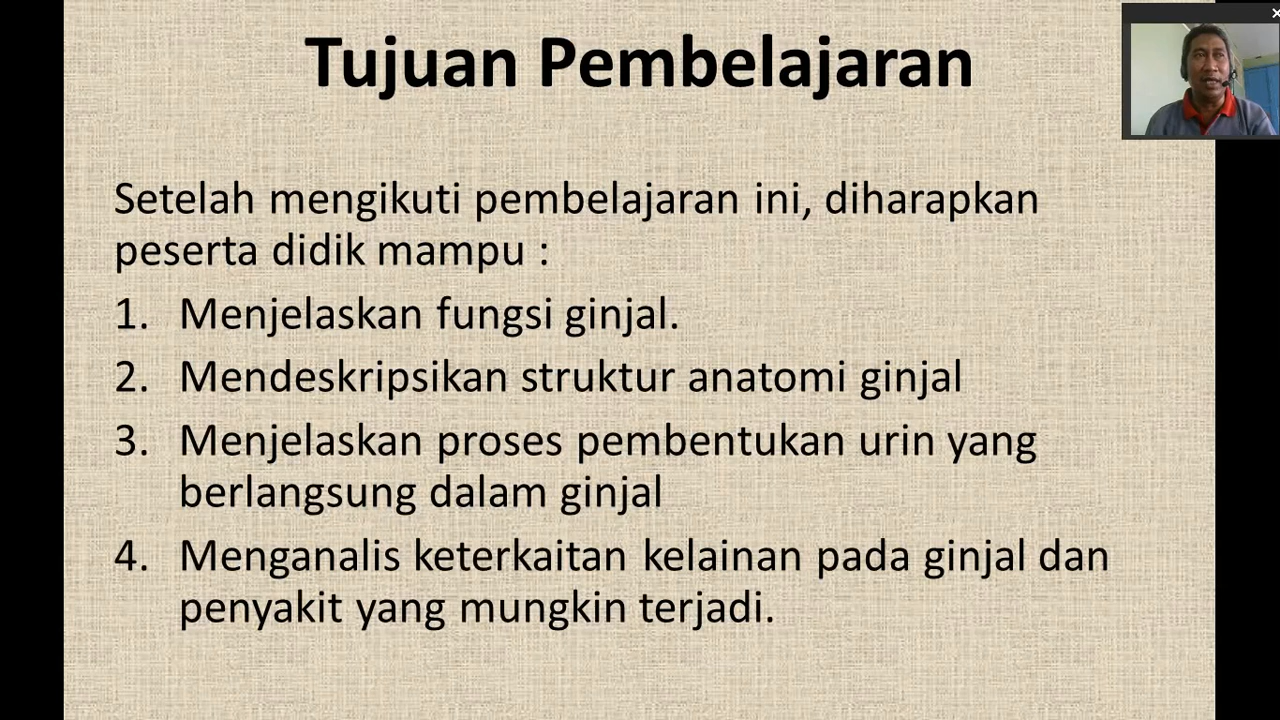 Tujuan Pembelajaran
Setelah mengikuti pembelajaran ini, diharapkan
peserta didik mampu :
1. Menjelaskan fungsi ginjal.
2. Mendeskripsikan struktur anatomi ginjal
3. Menjelaskan proses pembentukan urin yang
berlangsung dalam ginjal
4. Menganalis keterkaitan kelainan pada ginjal dan
penyakit yang mungkin terjadi.